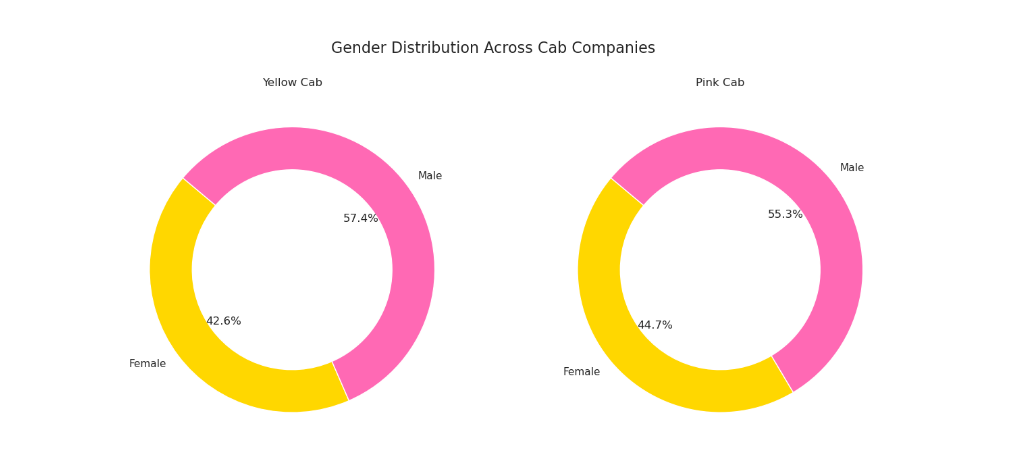 Gender Distribution Across Cab Companies
Yellow Cab
Male
57.4%
42.6%
Female
Pink Cab
Male
55.3%
44.7%
Female